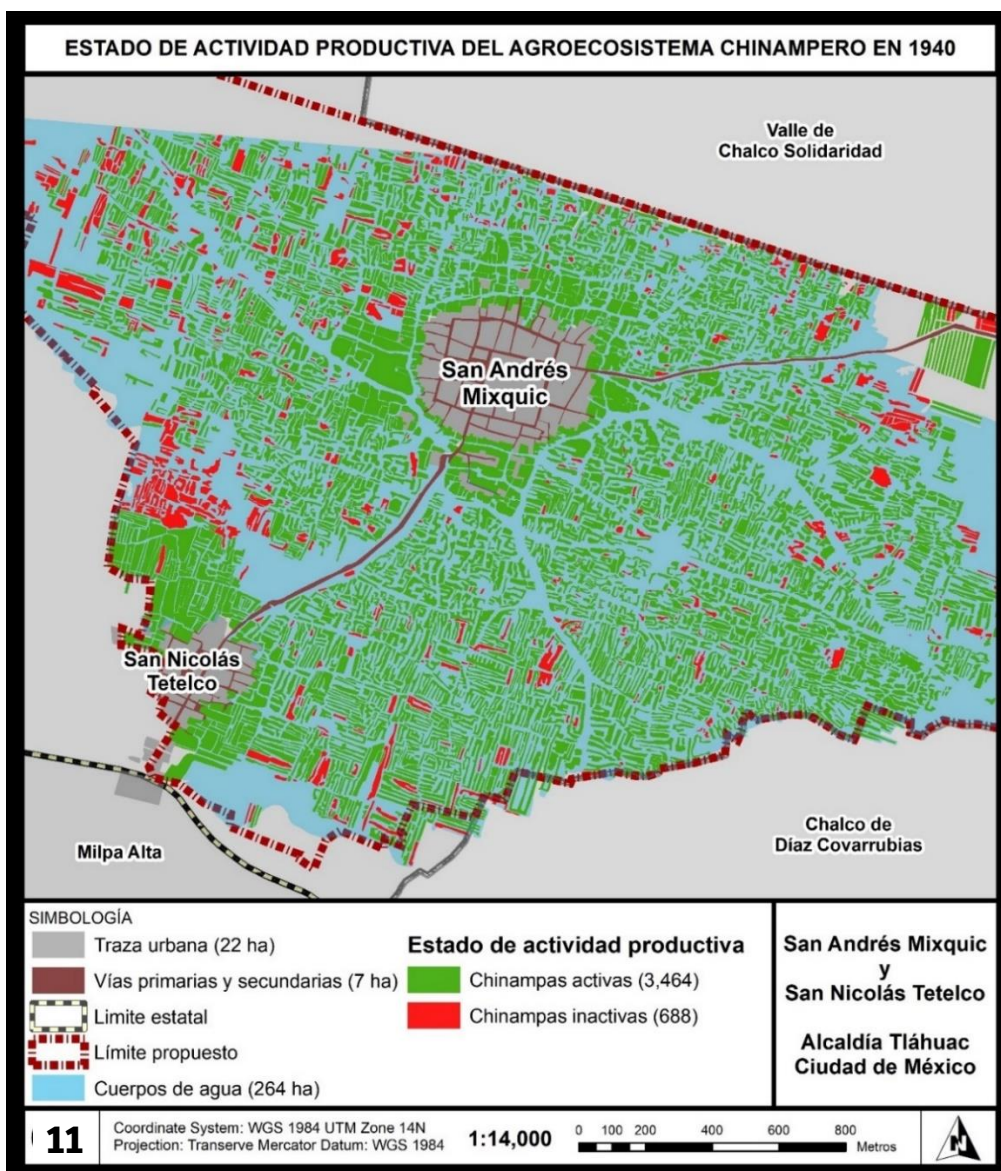 ESTADO DE ACTIVIDAD PRODUCTIVA DEL AGROECOSISTEMA CHINAMPERO EN 1940
Valle de
Chalco Solidaridad
San Andrés
Mixquic
San Nicolás
Tetelco
Milpa Alta
Chalco de
Díaz Covarrubias
SIMBOLOGÍA
Traza urbana (22 ha)
Vías primarias y secundarias (7 ha)
Limite estatal
Límite propuesto
Cuerpos de agua (264 ha)
Estado de actividad productiva
Chinampas activas (3,464)
Chinampas inactivas (688)
San Andrés Mixquic
y
San Nicolás Tetelco
Alcaldía Tláhuac
Ciudad de México
11
Coordinate System: WGS 1984 UTM Zone 14N
Projection: Transerve Mercator Datum: WGS 1984
1:14,000
0 100 200 400 600 800
Metros
N